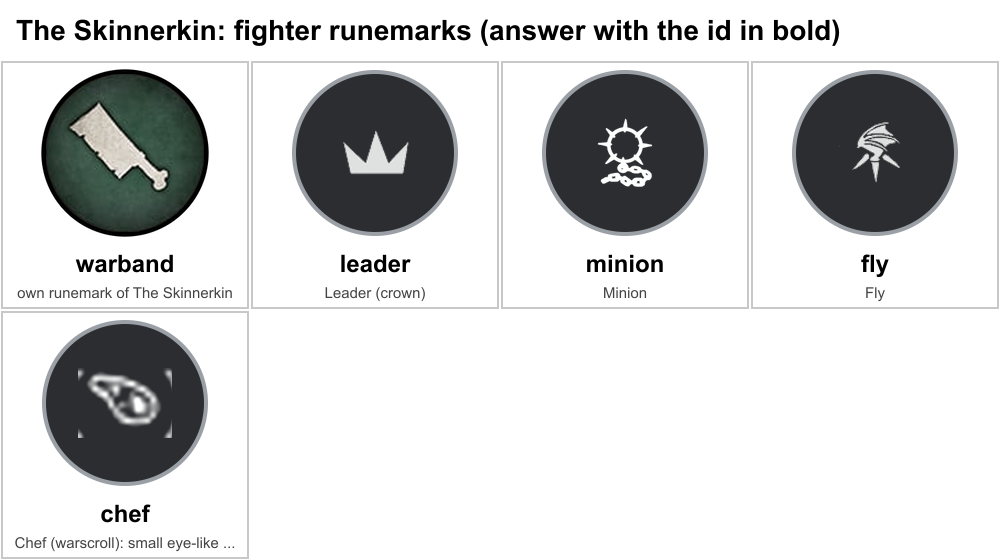 The Skinnerkin: fighter runemarks (answer with the id in bold)
warband
own runemark of The Skinnerkin
leader
Leader (crown)
minion
Minion
fly
Fly
chef
Chef (warscroll): small eye-like ...